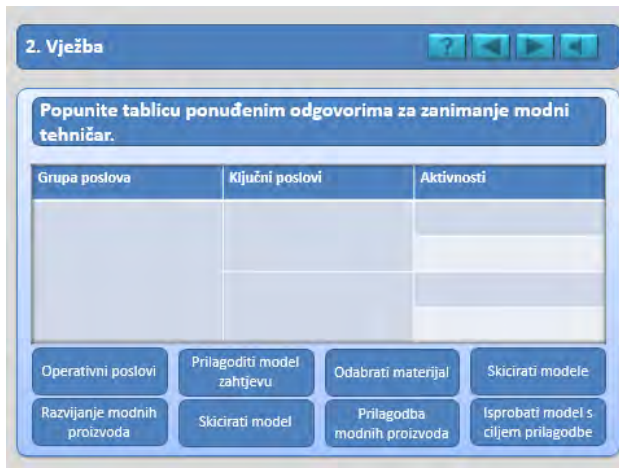 2. Vježba
?
Popunite tablicu ponuđenim odgovorima za zanimanje modni
tehničar.
Grupa poslova
Ključni poslovi
Aktivnosti
Operativni poslovi
Prilagoditi model
zahtjevu
Odabrati materijal
Skicirati modele
Razvijanje modnih
proizvoda
Skicirati model
Prilagodba
modnih proizvoda
Isprobati model s
ciljem prilagodbe